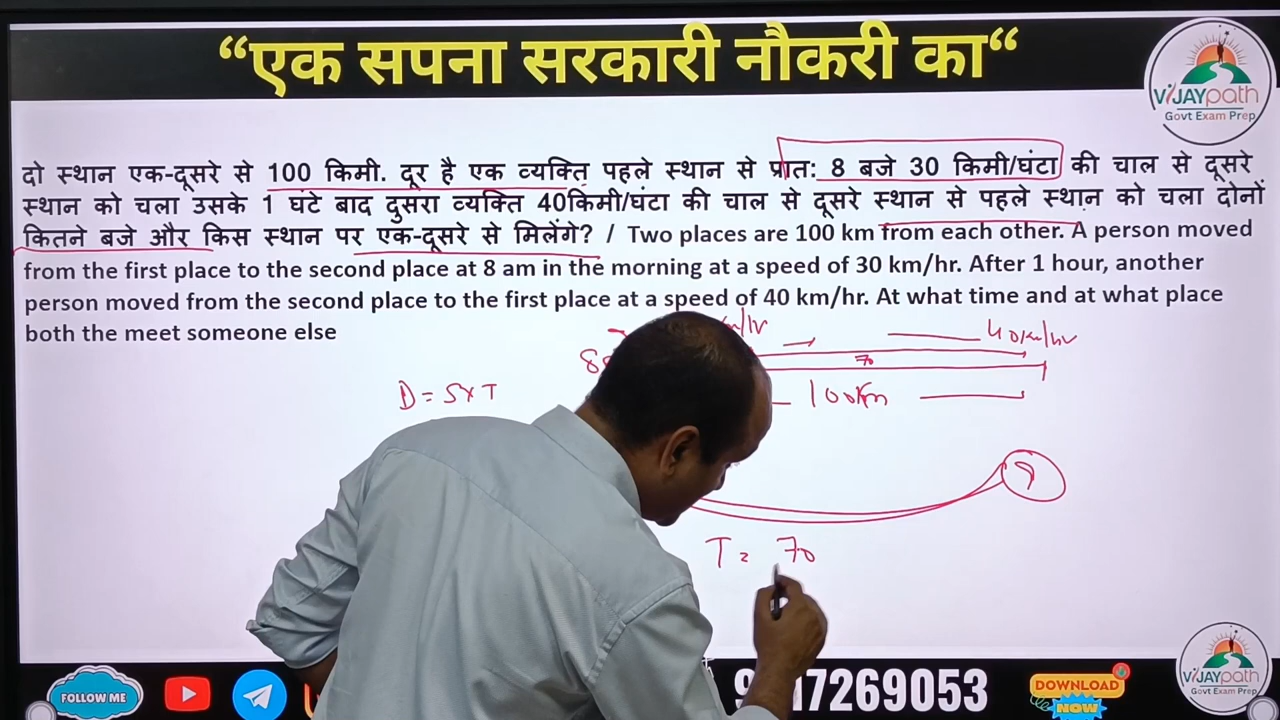 “एक सपना सरकारी नौकरी का“
VIJAYpath
Govt Exam Prep
दो स्थान एक-दूसरे से 100 किमी. दूर है एक व्यक्ति पहले स्थान से प्रात: 8 बजे 30 किमी/घंटा की चाल से दूसरे
स्थान को चला उसके 1 घंटे बाद दुसरा व्यक्ति 40किमी/घंटा की चाल से दूसरे स्थान से पहले स्थान को चला दोनों
कितने बजे और किस स्थान पर एक-दूसरे से मिलेंगे? / Two places are 100 km from each other. A person moved
from the first place to the second place at 8 am in the morning at a speed of 30 km/hr. After 1 hour, another
person moved from the second place to the first place at a speed of 40 km/hr. At what time and at what place
both the meet someone else
40km/hr
70
D = S x T
100km
T = 70
FOLLOW ME
7269053
DOWNLOAD
NOW
VIJAYpath
Govt Exam Prep